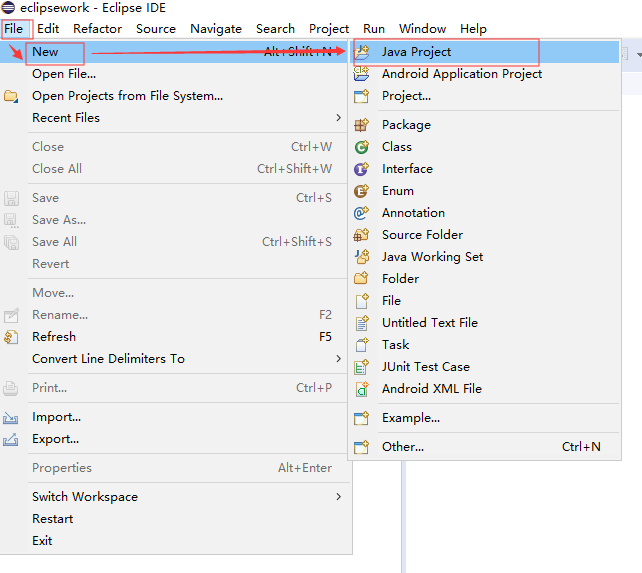 eclipsework - Eclipse IDE
File Edit Refactor Source Navigate Search Project Run Window Help
New Alt+Shift+N
Open File...
Open Projects from File System...
Recent Files
Close Ctrl+W
Close All Ctrl+Shift+W
Save Ctrl+S
Save As...
Save All Ctrl+Shift+S
Revert
Move...
Rename... F2
Refresh F5
Convert Line Delimiters To
Print... Ctrl+P
Import...
Export...
Properties Alt+Enter
Switch Workspace
Restart
Exit
Java Project
Android Application Project
Project...
Package
Class
Interface
Enum
Annotation
Source Folder
Java Working Set
Folder
File
Untitled Text File
Task
JUnit Test Case
Android XML File
Example...
Other... Ctrl+N